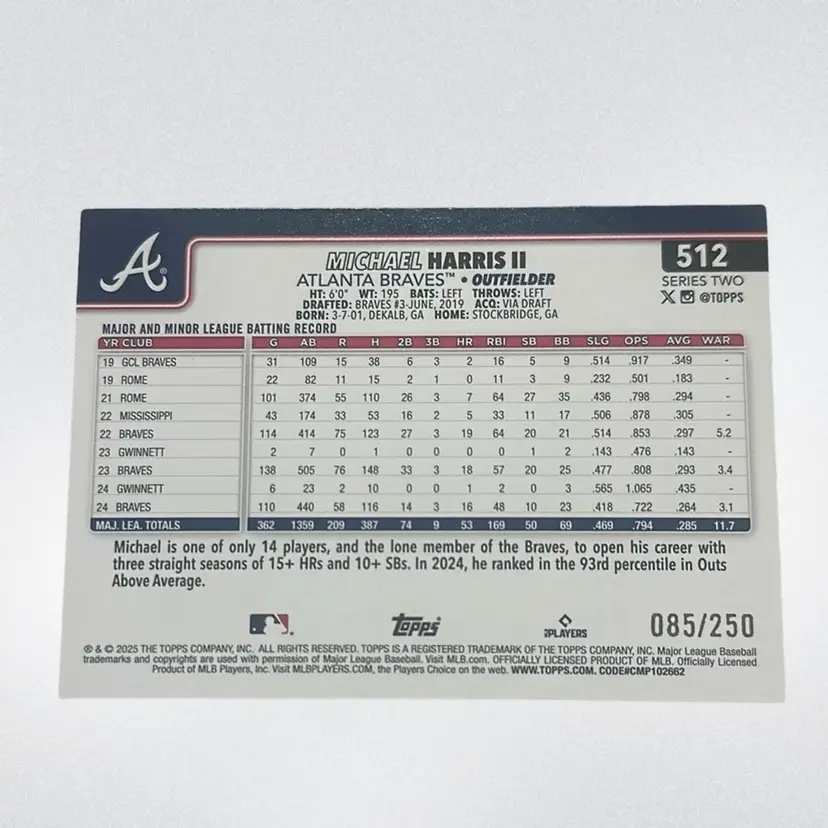 A
MICHAEL HARRIS II
ATLANTA BRAVES™ • OUTFIELDER
HT: 6'0" WT: 195 BATS: LEFT THROWS: LEFT
DRAFTED: BRAVES #3-JUNE, 2019 ACQ: VIA DRAFT
BORN: 3-7-01, DEKALB, GA HOME: STOCKBRIDGE, GA
512
SERIES TWO
@TOPPS
MAJOR AND MINOR LEAGUE BATTING RECORD
YR CLUB G AB R H 2B 3B HR RBI SB BB SLG OPS AVG WAR
19 GCL BRAVES 31 109 15 38 6 3 2 16 5 9 .514 .917 .349 -
19 ROME 22 82 11 15 2 1 0 11 3 9 .232 .501 .183 -
21 ROME 101 374 55 110 26 3 7 64 27 35 .436 .798 .294 -
22 MISSISSIPPI 43 174 33 53 16 2 5 33 11 17 .506 .878 .305 -
22 BRAVES 114 414 75 123 27 3 19 64 20 21 .514 .853 .297 5.2
23 GWINNETT 2 7 0 1 0 0 0 0 1 2 .143 .476 .143 -
23 BRAVES 138 505 76 148 33 3 18 57 20 25 .477 .808 .293 3.4
24 GWINNETT 6 23 2 10 0 0 1 2 0 3 .565 1.065 .435 -
24 BRAVES 110 440 58 116 14 3 16 48 10 23 .418 .722 .264 3.1
MAJ. LEA. TOTALS 362 1359 209 387 74 9 53 169 50 69 .469 .794 .285 11.7
Michael is one of only 14 players, and the lone member of the Braves, to open his career with
three straight seasons of 15+ HRs and 10+ SBs. In 2024, he ranked in the 93rd percentile in Outs
Above Average.
Topps
PLAYERS
085/250
® & © 2025 THE TOPPS COMPANY, INC. ALL RIGHTS RESERVED. TOPPS IS A REGISTERED TRADEMARK OF THE TOPPS COMPANY, INC. Major League Baseball
trademarks and copyrights are used with permission of Major League Baseball. Visit MLB.com. OFFICIALLY LICENSED PRODUCT OF MLB. Officially Licensed
Product of MLB Players, Inc. Visit MLBPLAYERS.COM, the Players Choice on the web. WWW.TOPPS.COM. CODE#CMP102662